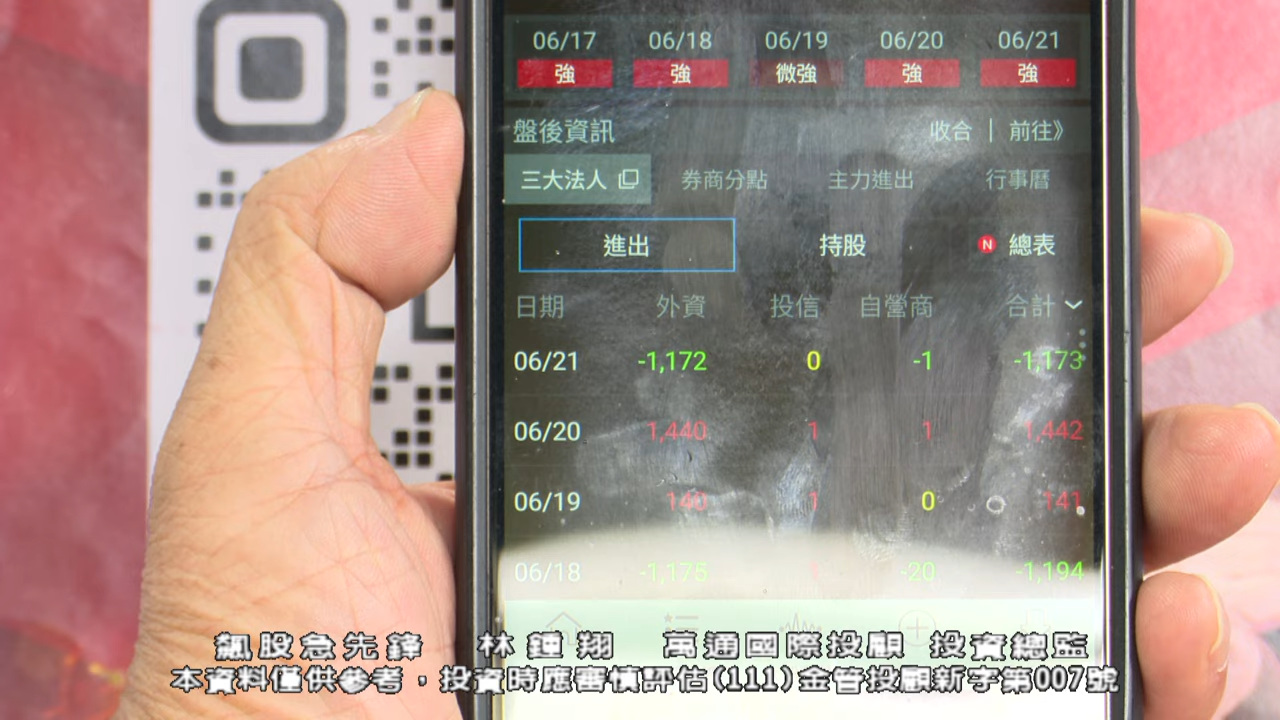 06/17 06/18 06/19 06/20 06/21
強 強 微強 強 強
盤後資訊 收合 | 前往》
三大法人 券商分點 主力進出 行事曆
進出 持股 N 總表
日期 外資 投信 自營商 合計
06/21 -1,172 0 -1 -1,173
06/20 1,440 1 1 1,442
06/19 140 1 0 141
06/18 -1,175 -20 -1,194
飆股急先鋒 林鍾翔 萬通國際投顧 投資總監
本資料僅供參考，投資時應審慎評估(111)金管投顧新字第007號